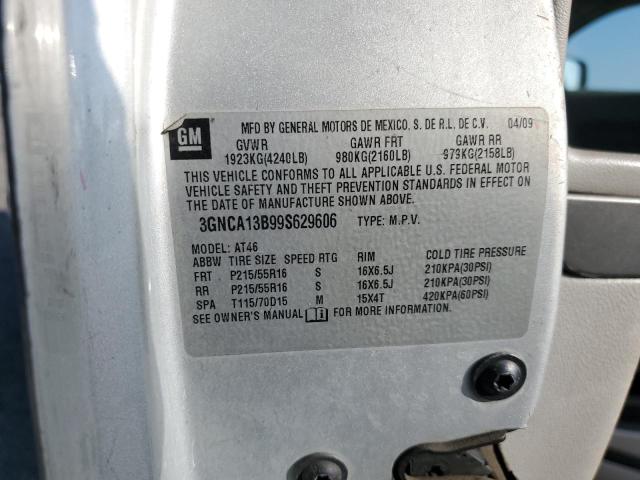 GM
MFD BY GENERAL MOTORS DE MEXICO, S. DE R.L. DE C.V. 04/09
GVWR GAWR FRT GAWR RR
1923KG(4240LB) 980KG(2160LB) 979KG(2158LB)
THIS VEHICLE CONFORMS TO ALL APPLICABLE U.S. FEDERAL MOTOR
VEHICLE SAFETY AND THEFT PREVENTION STANDARDS IN EFFECT ON
THE DATE OF MANUFACTURE SHOWN ABOVE.
3GNCA13B99S629606 TYPE: M.P.V.
MODEL: AT46
ABBW TIRE SIZE SPEED RTG RIM COLD TIRE PRESSURE
FRT P215/55R16 S 16X6.5J 210KPA(30PSI)
RR P215/55R16 S 16X6.5J 210KPA(30PSI)
SPA T115/70D15 M 15X4T 420KPA(60PSI)
SEE OWNER'S MANUAL FOR MORE INFORMATION.